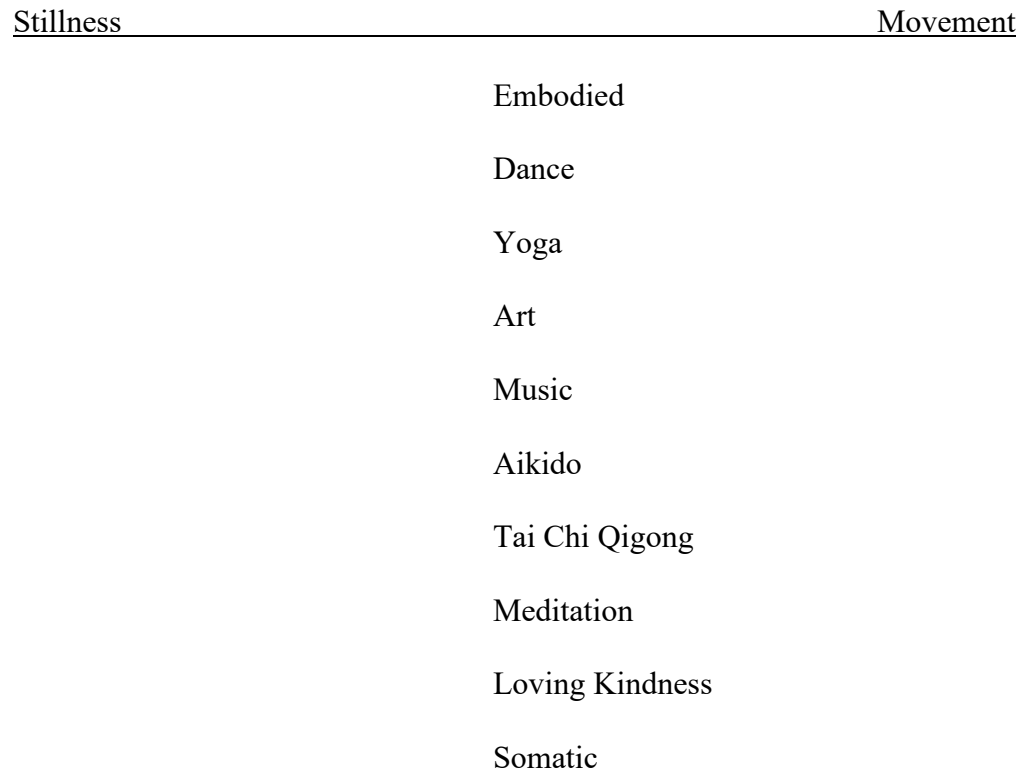 Stillness Movement
Embodied
Dance
Yoga
Art
Music
Aikido
Tai Chi Qigong
Meditation
Loving Kindness
Somatic